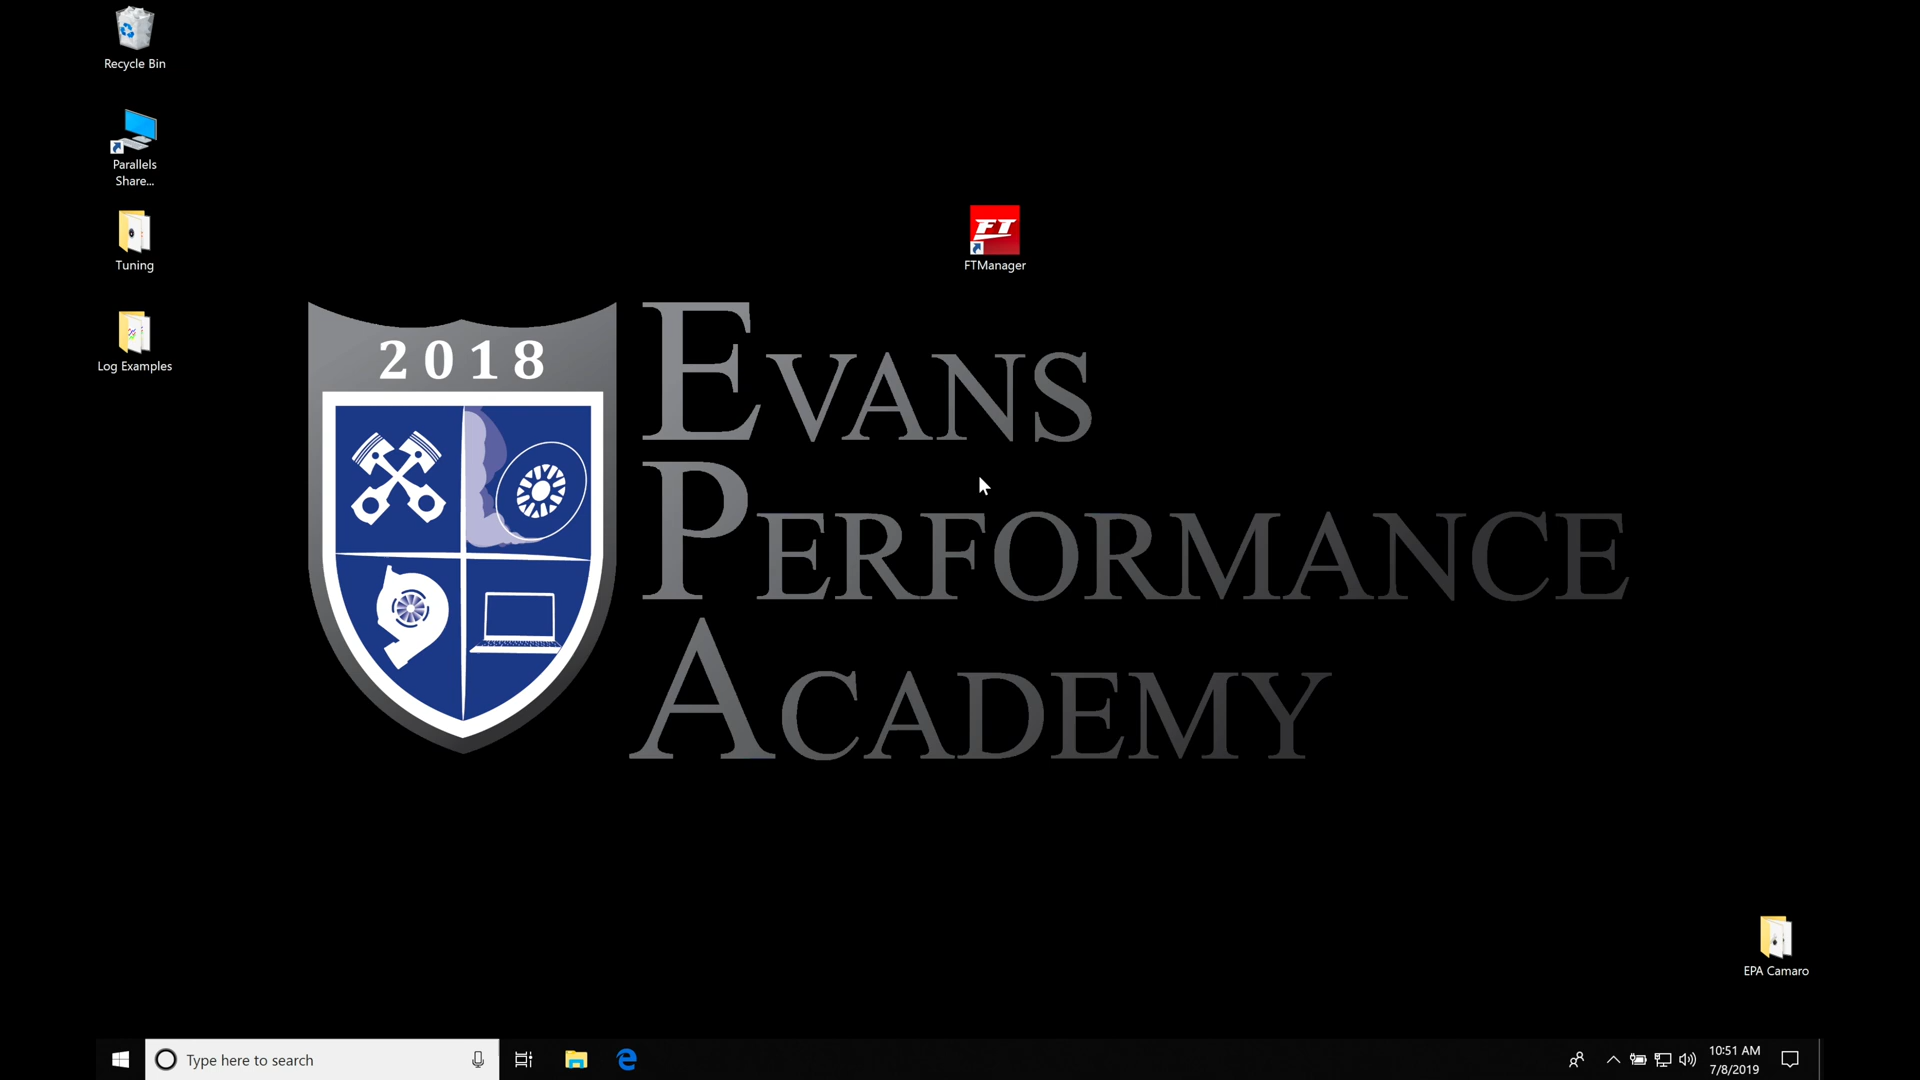 Recycle Bin
Parallels
Share...
Tuning
Log Examples
FT
FTManager
2018
EVANS
PERFORMANCE
ACADEMY
EPA Camaro
Type here to search
10:51 AM
7/8/2019